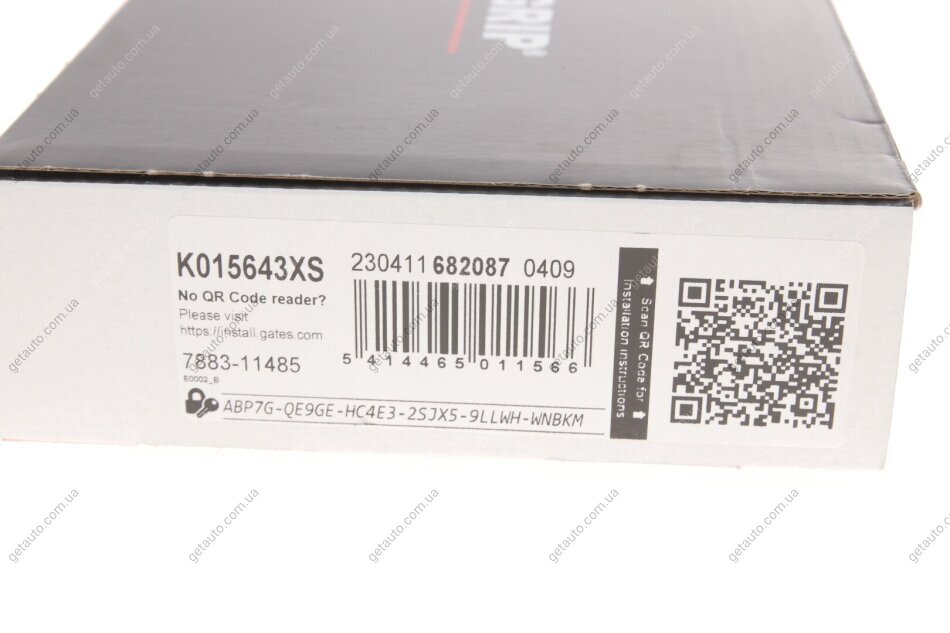 GRIP®
K015643XS
230411 682087 0409
No QR Code reader?
Please visit
https://install.gates.com
7883-11485
E0002_B
5 414465 011566
ABP7G-QE9GE-HC4E3-2SJX5-9LLWH-WNBKM
Scan QR Code for
installation instructions
getauto.com.ua